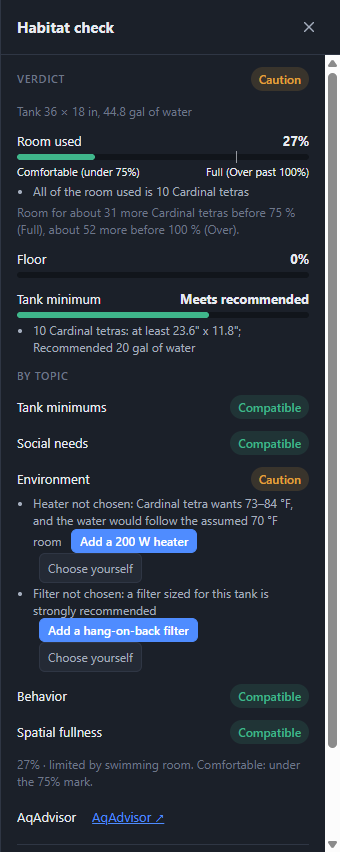 Habitat check
VERDICT
Caution
Tank 36 × 18 in, 44.8 gal of water
Room used
27%
Comfortable (under 75%)
Full (Over past 100%)
All of the room used is 10 Cardinal tetras
Room for about 31 more Cardinal tetras before 75 %
(Full), about 52 more before 100 % (Over).
Floor
0%
Tank minimum
Meets recommended
10 Cardinal tetras: at least 23.6" x 11.8";
Recommended 20 gal of water
BY TOPIC
Tank minimums
Compatible
Social needs
Compatible
Environment
Caution
Heater not chosen: Cardinal tetra wants 73–84 °F,
and the water would follow the assumed 70 °F
room
Add a 200 W heater
Choose yourself
Filter not chosen: a filter sized for this tank is
strongly recommended
Add a hang-on-back filter
Choose yourself
Behavior
Compatible
Spatial fullness
Compatible
27% · limited by swimming room. Comfortable: under
the 75% mark.
AqAdvisor
AqAdvisor ↗